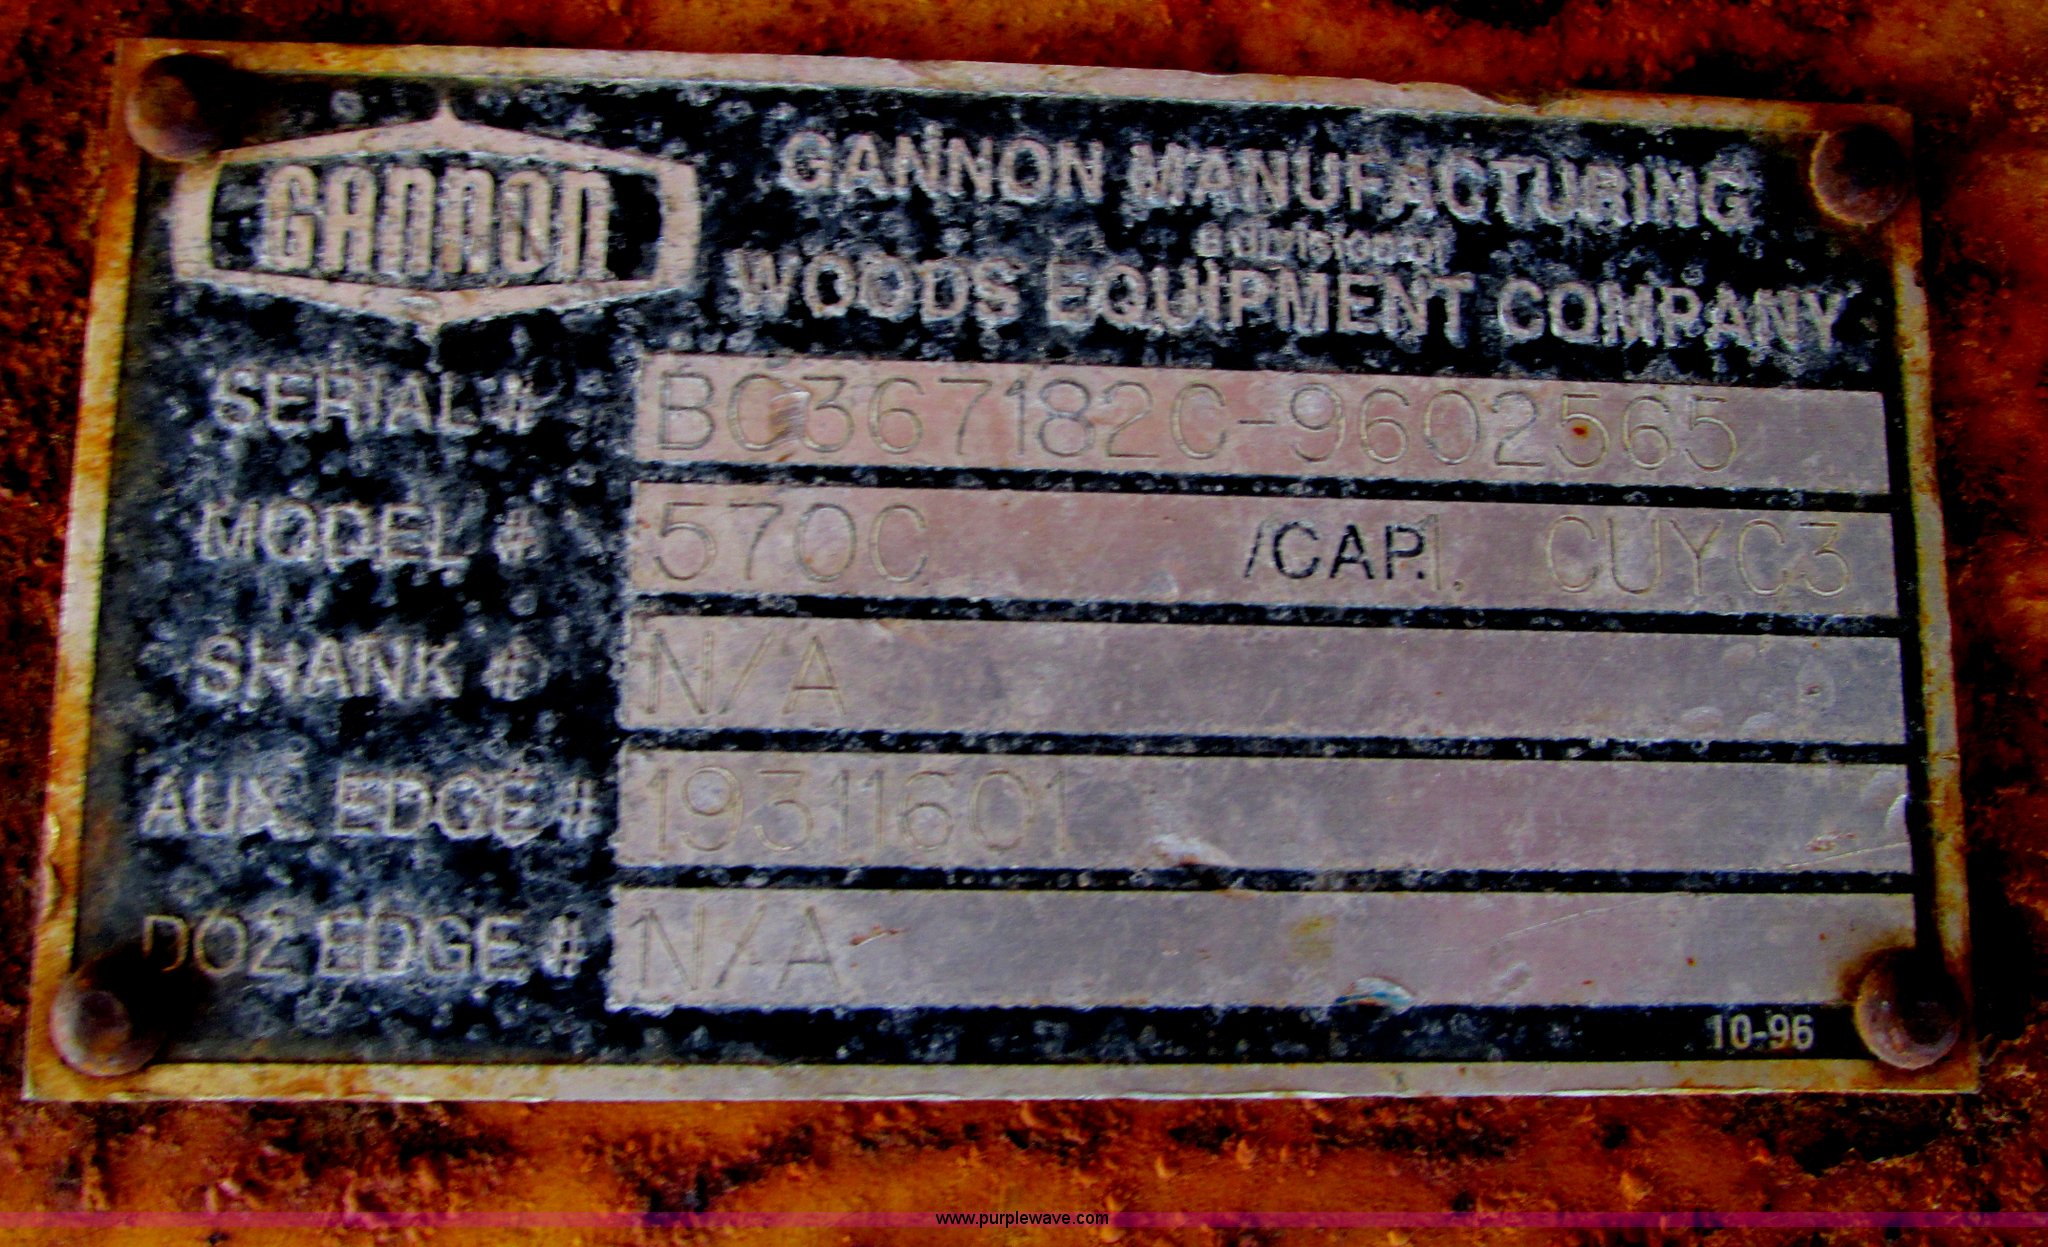 GANNON
GANNON MANUFACTURING
a division of
WOODS EQUIPMENT COMPANY
SERIAL # BC367182C-9602565
MODEL # 570C /CAP. 1. CUYC3
SHANK # N/A
AUX. EDGE # 19311601
DOZ EDGE # N/A
10-96
www.purplewave.com